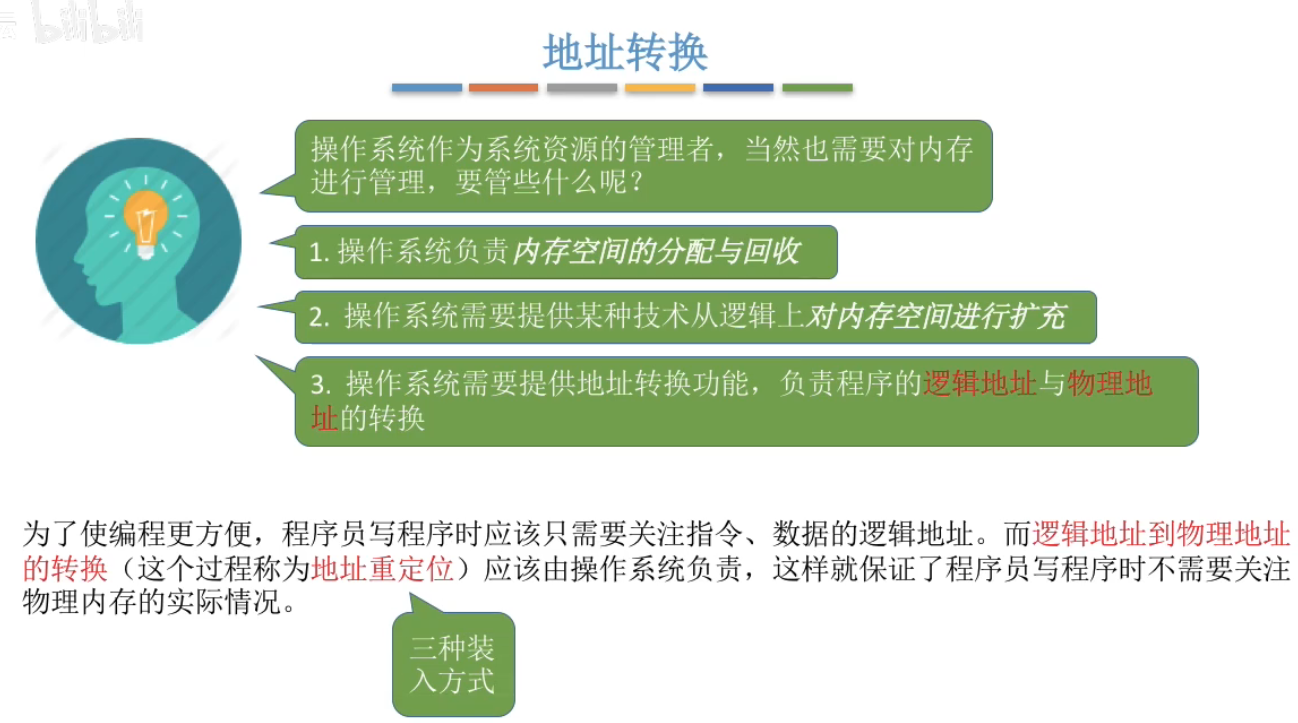 云 bilibili
地址转换
操作系统作为系统资源的管理者，当然也需要对内存
进行管理，要管些什么呢？
1. 操作系统负责内存空间的分配与回收
2. 操作系统需要提供某种技术从逻辑上对内存空间进行扩充
3. 操作系统需要提供地址转换功能，负责程序的逻辑地址与物理地
址的转换
为了使编程更方便，程序员写程序时应该只需要关注指令、数据的逻辑地址。而逻辑地址到物理地址
的转换（这个过程称为地址重定位）应该由操作系统负责，这样就保证了程序员写程序时不需要关注
物理内存的实际情况。
三种装
入方式